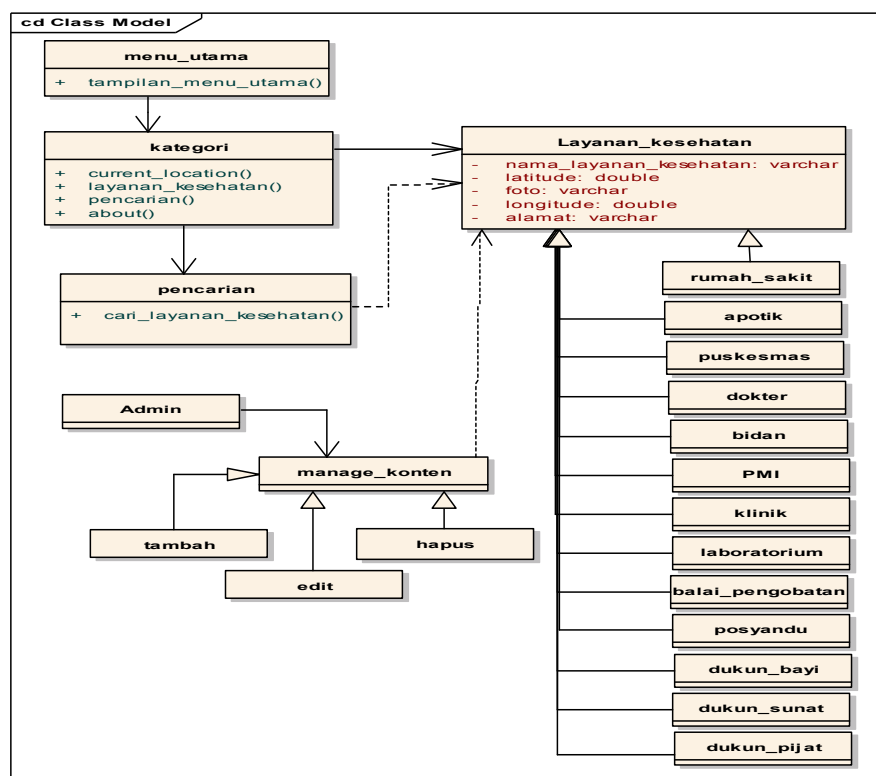 cd Class Model
menu_utama
+ tampilan_menu_utama()
kategori
+ current_location()
+ layanan_kesehatan()
+ pencarian()
+ about()
pencarian
+ cari_layanan_kesehatan()
Layanan_kesehatan
- nama_layanan_kesehatan: varchar
- latitude: double
- foto: varchar
- longitude: double
- alamat: varchar
rumah_sakit
apotik
puskesmas
dokter
bidan
PMI
klinik
laboratorium
balai_pengobatan
posyandu
dukun_bayi
dukun_sunat
dukun_pijat
Admin
manage_konten
tambah
edit
hapus